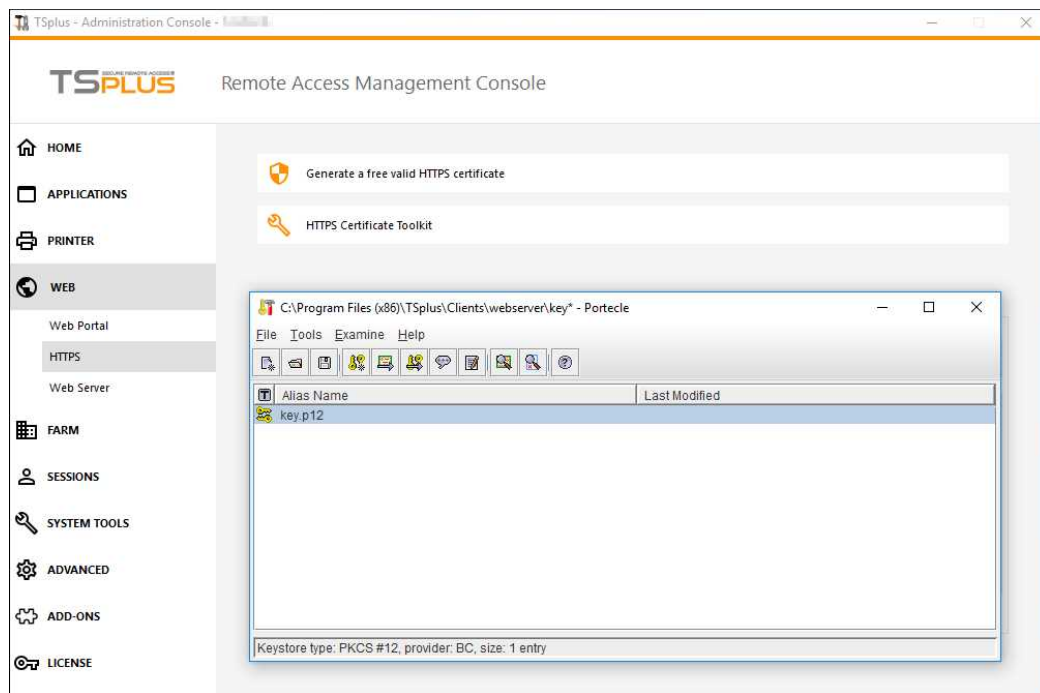 TSplus - Administration Console -
SECURE REMOTE ACCESS
TSPLUS
Remote Access Management Console
HOME
APPLICATIONS
PRINTER
WEB
Web Portal
HTTPS
Web Server
FARM
SESSIONS
SYSTEM TOOLS
ADVANCED
ADD-ONS
LICENSE
Generate a free valid HTTPS certificate
HTTPS Certificate Toolkit
C:\Program Files (x86)\TSplus\Clients\webserver\key* - Portecle
File Tools Examine Help
T Alias Name Last Modified
key.p12
Keystore type: PKCS #12, provider: BC, size: 1 entry